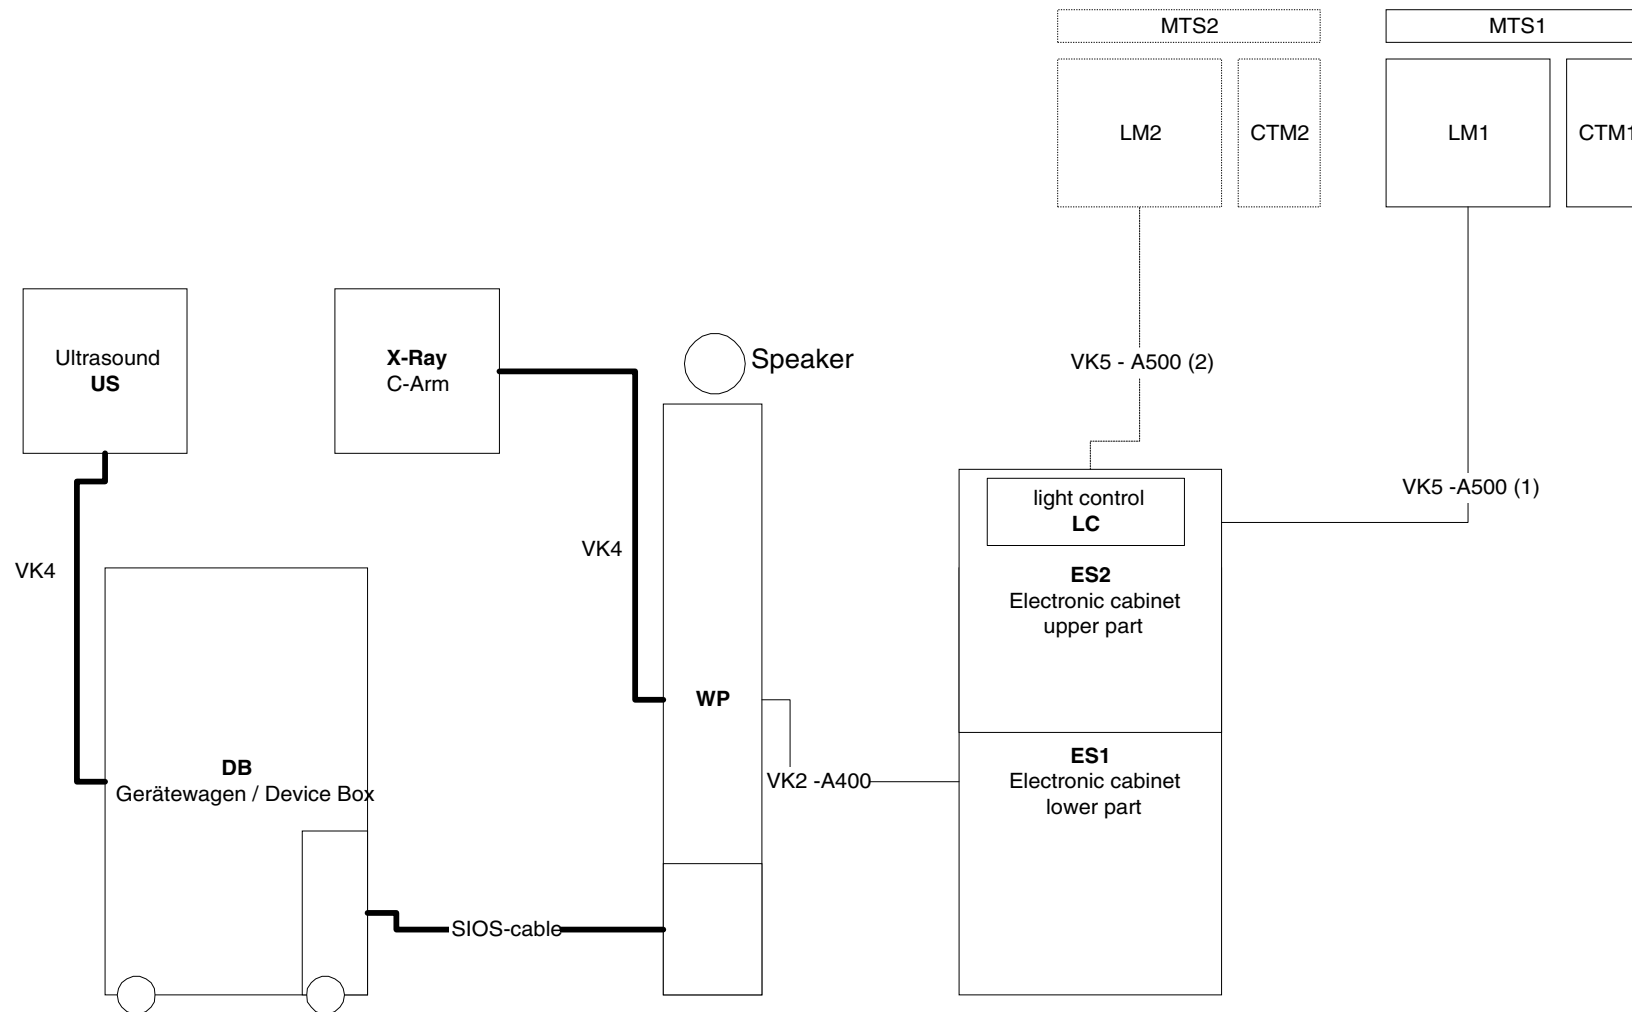 MTS2
MTS1
LM2
CTM2
LM1
CTM1
Ultrasound
US
X-Ray
C-Arm
Speaker
VK5 - A500 (2)
VK5 -A500 (1)
light control
LC
VK4
VK4
ES2
Electronic cabinet
upper part
WP
DB
Gerätewagen / Device Box
VK2 -A400
ES1
Electronic cabinet
lower part
SIOS-cable